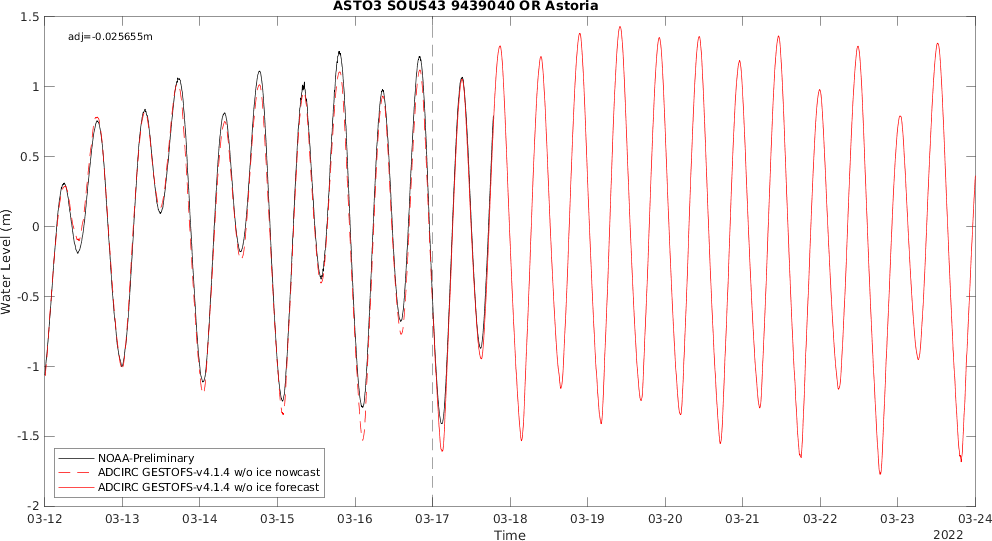 ASTO3 SOUS43 9439040 OR Astoria
adj=-0.025655m
1.5
1
0.5
0
-0.5
-1
-1.5
-2
Water Level (m)
NOAA-Preliminary
ADCIRC GESTOFS-v4.1.4 w/o ice nowcast
ADCIRC GESTOFS-v4.1.4 w/o ice forecast
03-12 03-13 03-14 03-15 03-16 03-17 03-18 03-19 03-20 03-21 03-22 03-23 03-24
Time
2022